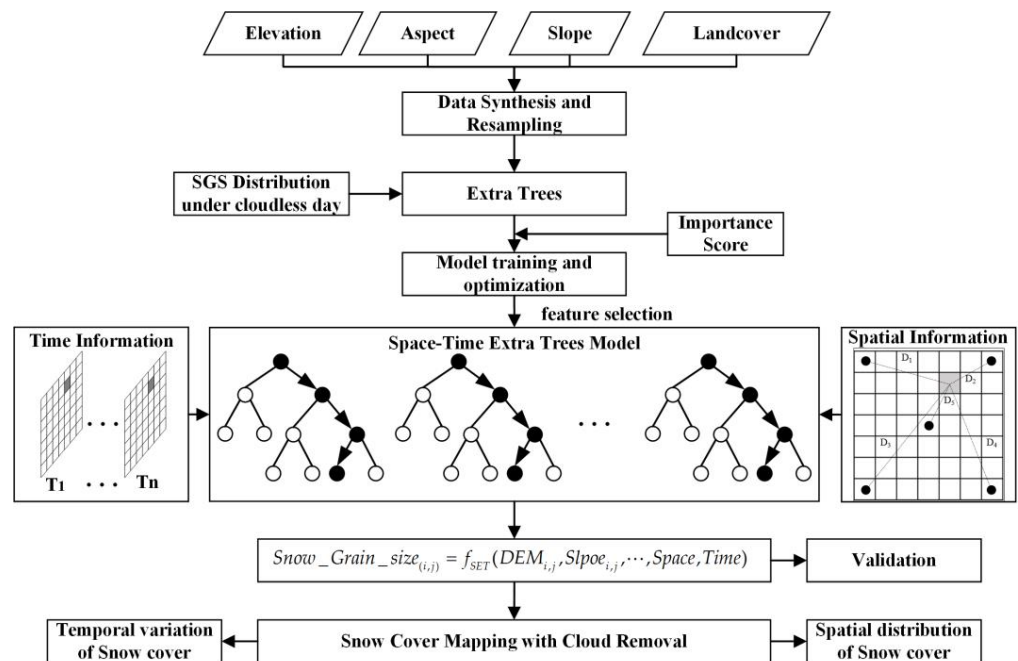 Elevation
Aspect
Slope
Landcover
Data Synthesis and
Resampling
SGS Distribution
under cloudless day
Extra Trees
Importance
Score
Model training and
optimization
feature selection
Time Information
T1 ... Tn
...
Space-Time Extra Trees Model
...
Spatial Information
D₁
D₂
D₅
D₃
D₄
Snow_Grain_size(i,j) = fSET(DEMi,j,Slpoei,j,⋯,Space,Time)
Validation
Temporal variation
of Snow cover
Snow Cover Mapping with Cloud Removal
Spatial distribution
of Snow cover